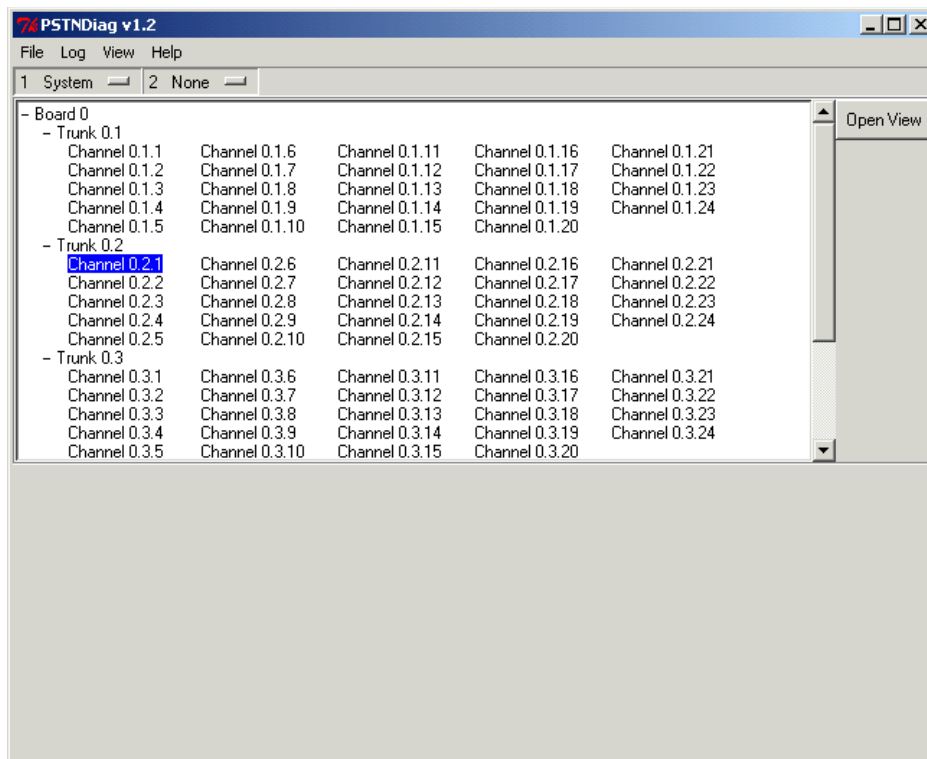 PSTNDiag v1.2
File Log View Help
1 System 2 None
– Board 0
Open View
– Trunk 0.1
Channel 0.1.1 Channel 0.1.6 Channel 0.1.11 Channel 0.1.16 Channel 0.1.21
Channel 0.1.2 Channel 0.1.7 Channel 0.1.12 Channel 0.1.17 Channel 0.1.22
Channel 0.1.3 Channel 0.1.8 Channel 0.1.13 Channel 0.1.18 Channel 0.1.23
Channel 0.1.4 Channel 0.1.9 Channel 0.1.14 Channel 0.1.19 Channel 0.1.24
Channel 0.1.5 Channel 0.1.10 Channel 0.1.15 Channel 0.1.20
– Trunk 0.2
Channel 0.2.1 Channel 0.2.6 Channel 0.2.11 Channel 0.2.16 Channel 0.2.21
Channel 0.2.2 Channel 0.2.7 Channel 0.2.12 Channel 0.2.17 Channel 0.2.22
Channel 0.2.3 Channel 0.2.8 Channel 0.2.13 Channel 0.2.18 Channel 0.2.23
Channel 0.2.4 Channel 0.2.9 Channel 0.2.14 Channel 0.2.19 Channel 0.2.24
Channel 0.2.5 Channel 0.2.10 Channel 0.2.15 Channel 0.2.20
– Trunk 0.3
Channel 0.3.1 Channel 0.3.6 Channel 0.3.11 Channel 0.3.16 Channel 0.3.21
Channel 0.3.2 Channel 0.3.7 Channel 0.3.12 Channel 0.3.17 Channel 0.3.22
Channel 0.3.3 Channel 0.3.8 Channel 0.3.13 Channel 0.3.18 Channel 0.3.23
Channel 0.3.4 Channel 0.3.9 Channel 0.3.14 Channel 0.3.19 Channel 0.3.24
Channel 0.3.5 Channel 0.3.10 Channel 0.3.15 Channel 0.3.20